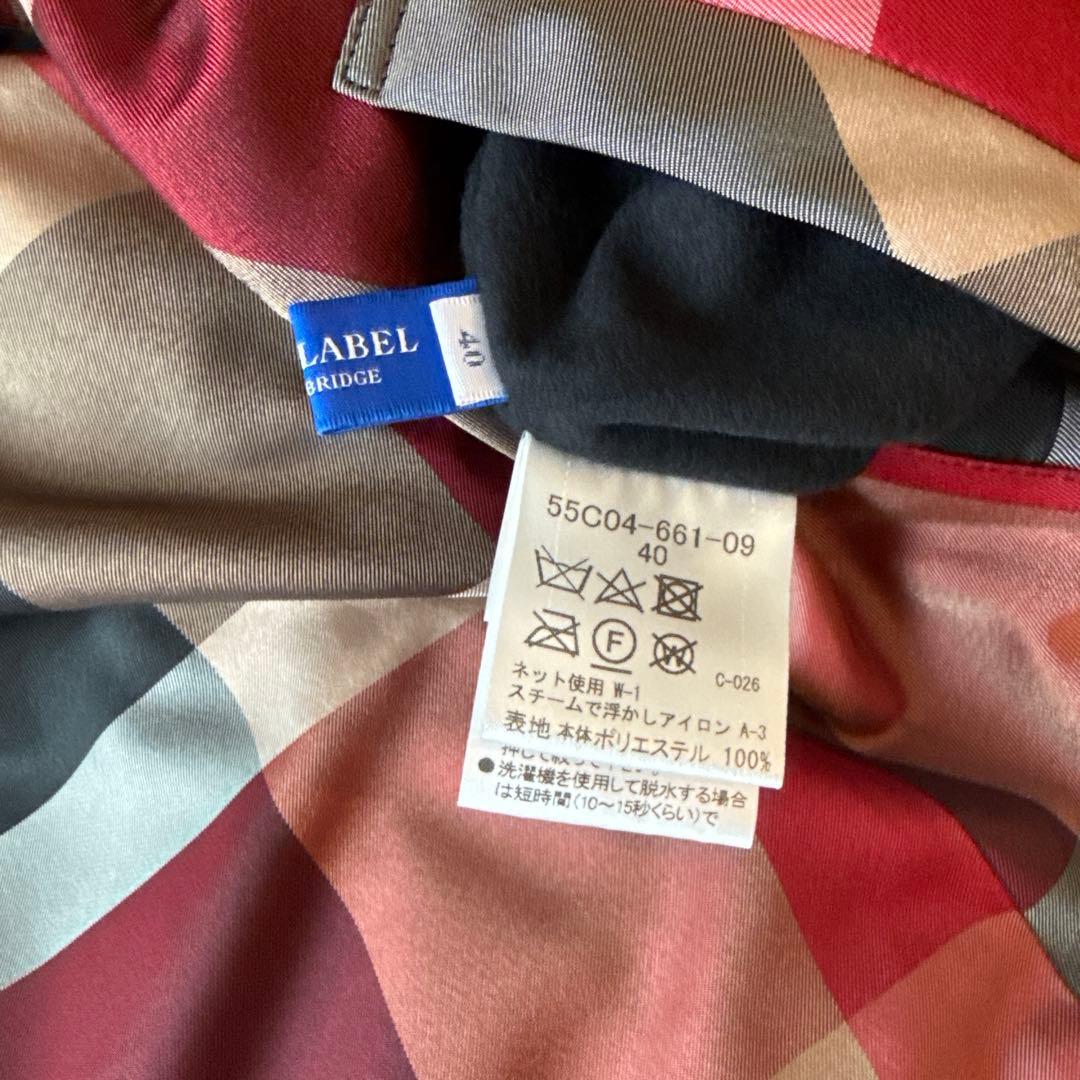 LABEL
BRIDGE
40
55C04-661-09
40
F
W
C-026
ネット使用 W-1
スチームで浮かしアイロン A-3
表地 本体ポリエステル 100%
●洗濯機を使用して脱水する場合
は短時間(10〜15秒くらい)で